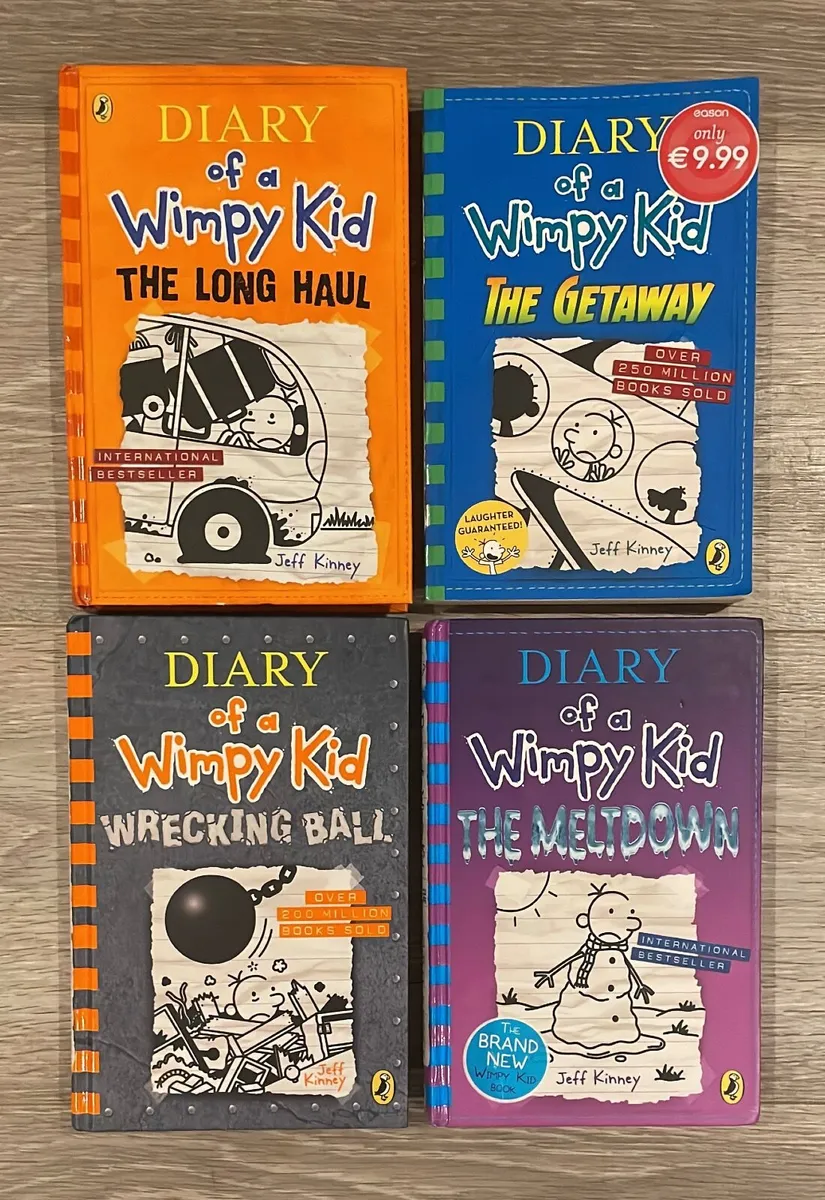 DIARY
of a
Wimpy Kid
THE LONG HAUL
INTERNATIONAL
BESTSELLER
Jeff Kinney
DIARY
of a
Wimpy Kid
THE GETAWAY
eason
only
€9.99
OVER
250 MILLION
BOOKS SOLD
LAUGHTER
GUARANTEED!
Jeff Kinney
DIARY
of a
Wimpy Kid
WRECKING BALL
OVER
200 MILLION
BOOKS SOLD
Jeff
Kinney
DIARY
of a
Wimpy Kid
THE MELTDOWN
INTERNATIONAL
BESTSELLER
THE
BRAND
NEW
WIMPY KID
BOOK
Jeff Kinney